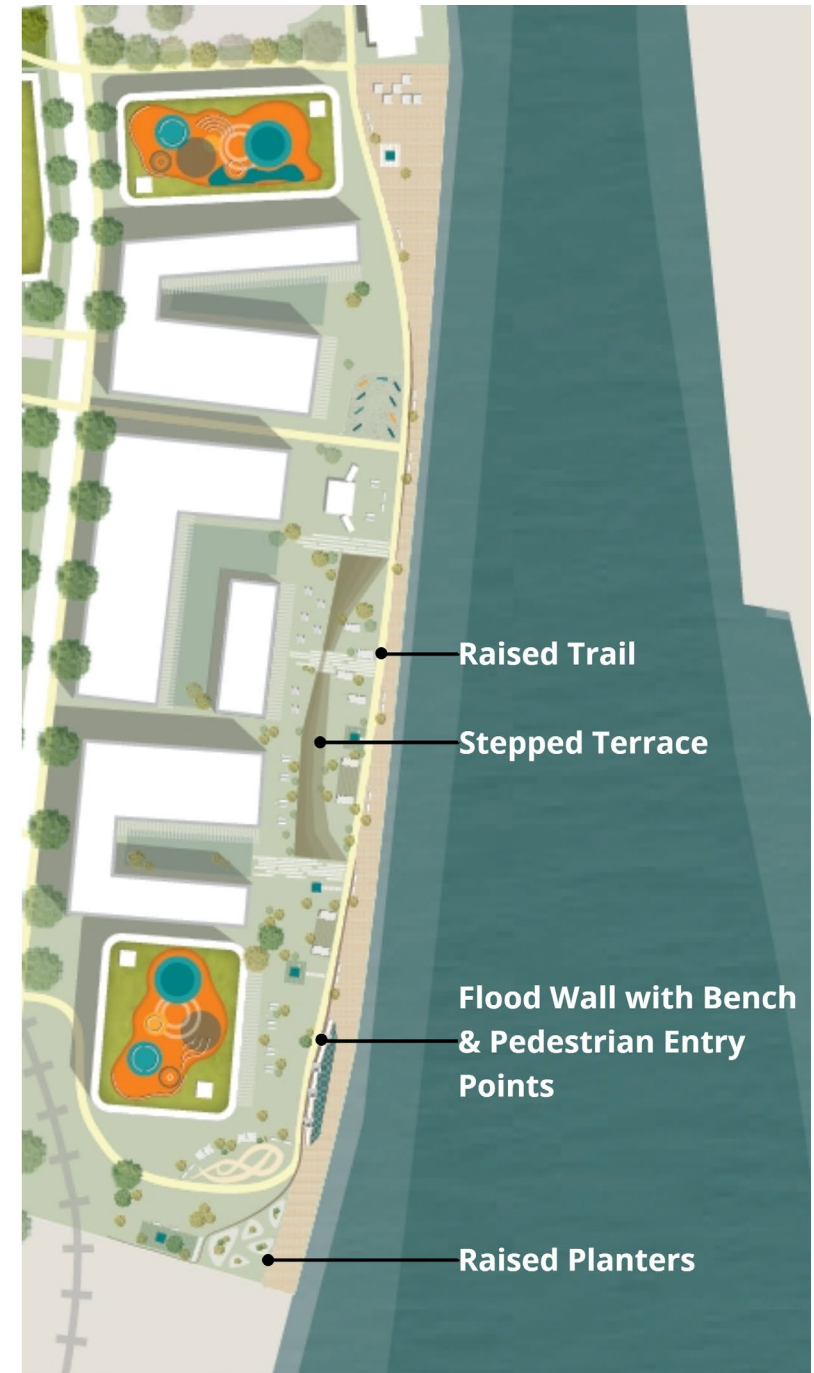 Raised Trail
Stepped Terrace
Flood Wall with Bench
& Pedestrian Entry
Points
Raised Planters